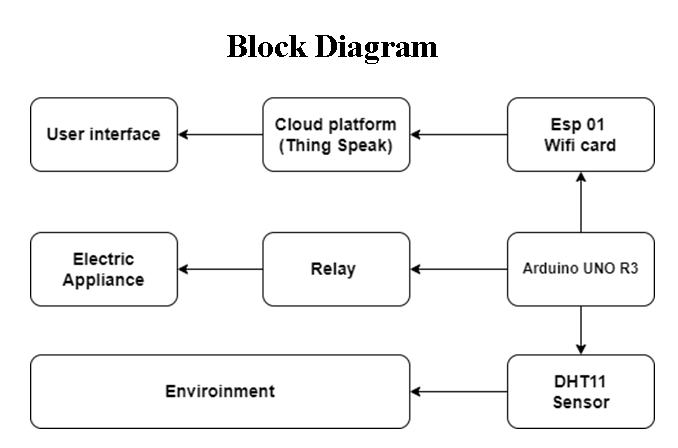 Block Diagram
User interface
Cloud platform
(Thing Speak)
Esp 01
Wifi card
Electric
Appliance
Relay
Arduino UNO R3
Enviroinment
DHT11
Sensor